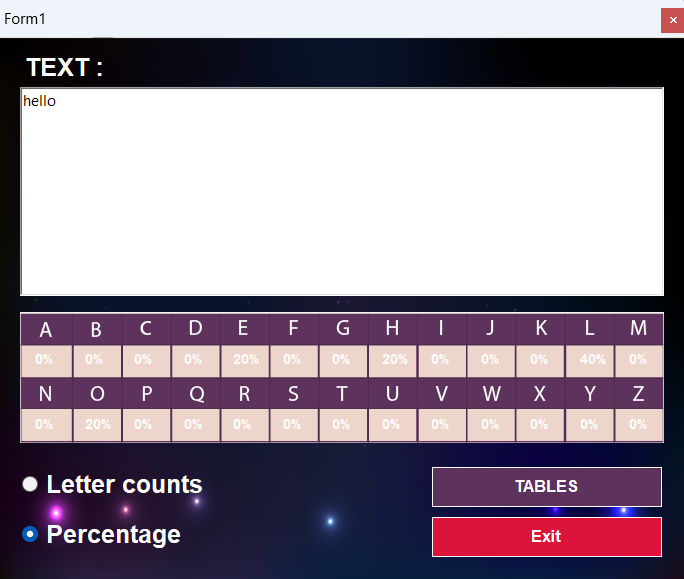 Form1
TEXT :
hello
A B C D E F G H I J K L M
0% 0% 0% 0% 20% 0% 0% 20% 0% 0% 0% 40% 0%
N O P Q R S T U V W X Y Z
0% 20% 0% 0% 0% 0% 0% 0% 0% 0% 0% 0% 0%
Letter counts
TABLES
Percentage
Exit